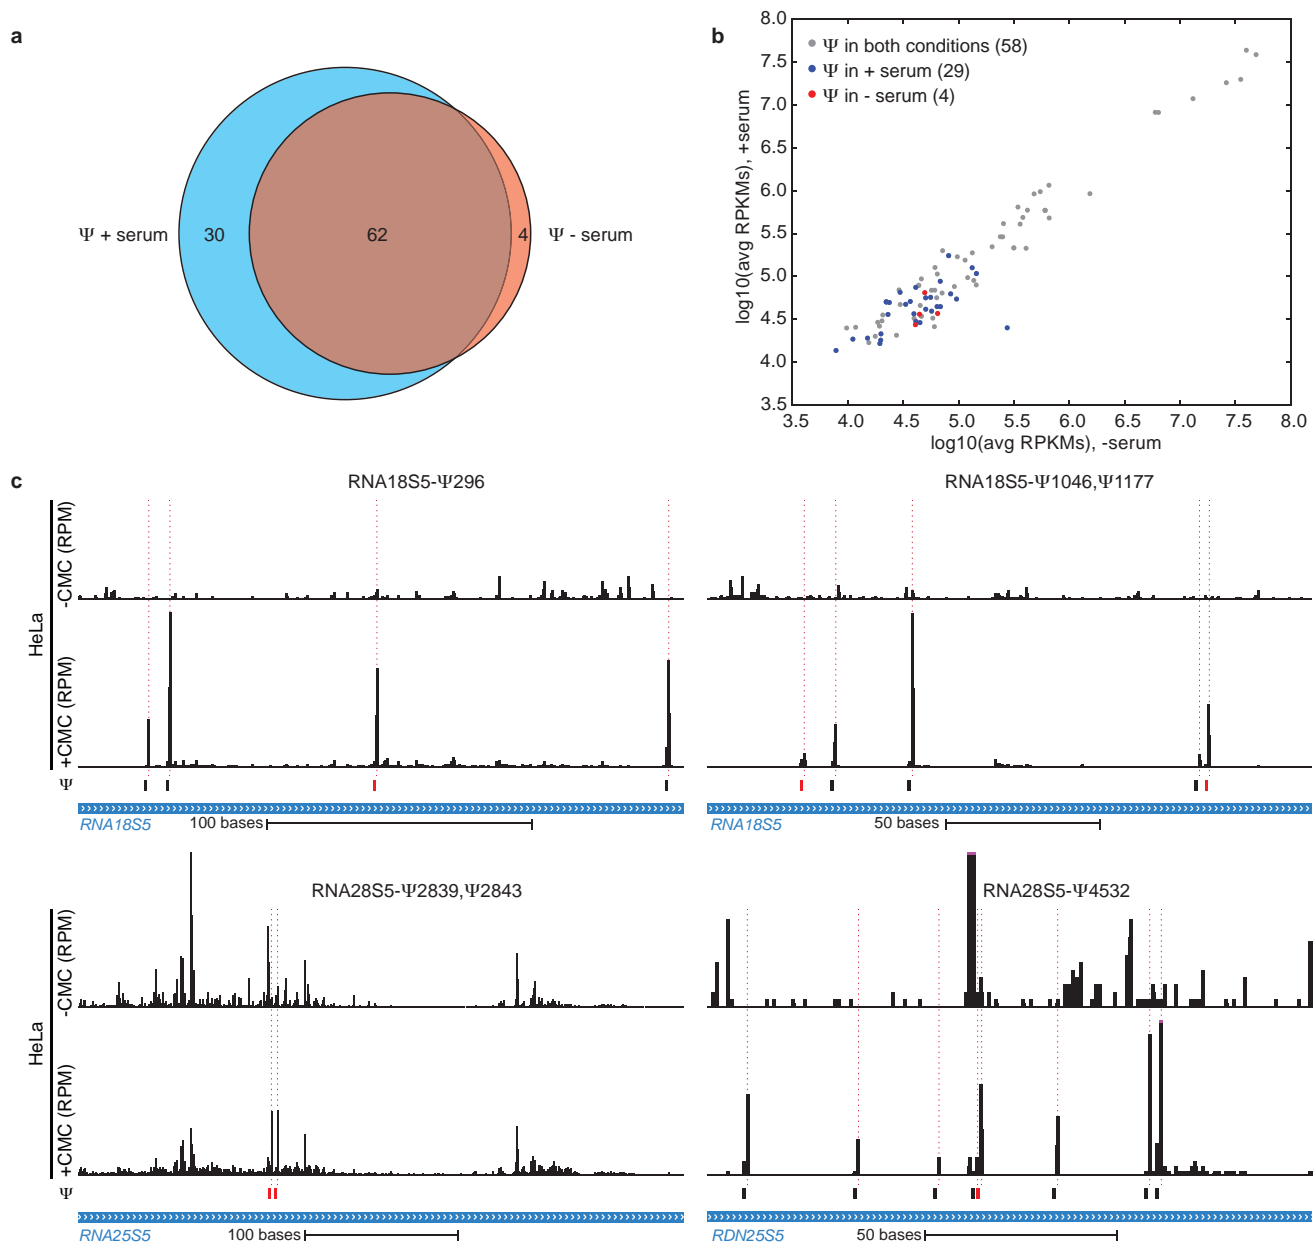 a
Ψ + serum
30
62
4
Ψ - serum
b
8.0
7.5
7.0
6.5
6.0
5.5
5.0
4.5
4.0
3.5
log10(avg RPKMs), +serum
Ψ in both conditions (58)
Ψ in + serum (29)
Ψ in - serum (4)
3.5 4.0 4.5 5.0 5.5 6.0 6.5 7.0 7.5 8.0
log10(avg RPKMs), -serum
c
RNA18S5-Ψ296
HeLa
-CMC (RPM)
+CMC (RPM)
Ψ
RNA18S5
100 bases
RNA18S5-Ψ1046,Ψ1177
RNA18S5
50 bases
RNA28S5-Ψ2839,Ψ2843
HeLa
-CMC (RPM)
+CMC (RPM)
Ψ
RNA25S5
100 bases
RNA28S5-Ψ4532
RDN25S5
50 bases